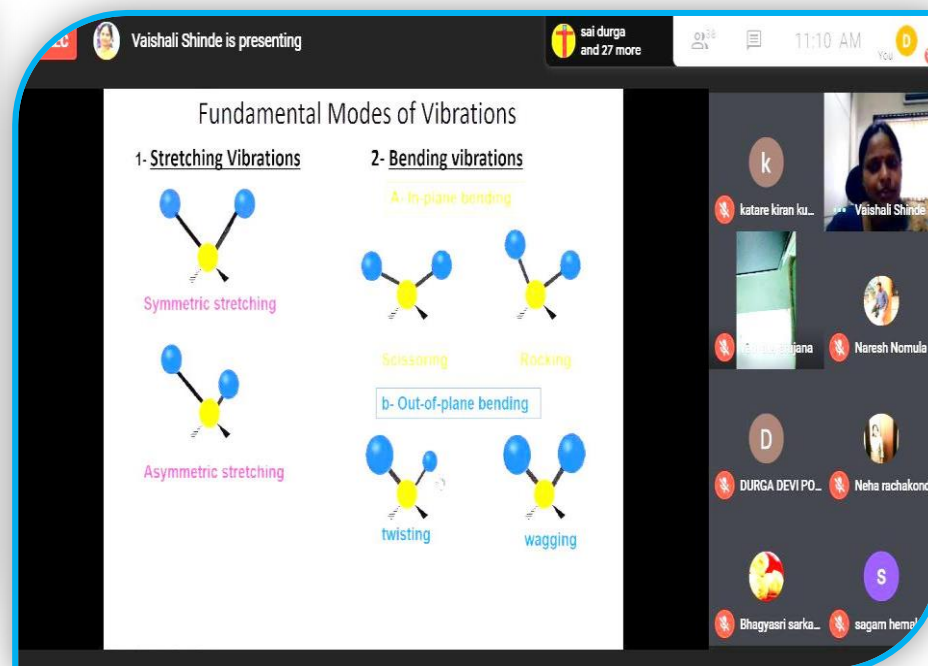 EC
Vaishali Shinde is presenting
sai durga
and 27 more
11:10 AM
You
D
Fundamental Modes of Vibrations
1- Stretching Vibrations
2- Bending vibrations
A- In-plane bending
Symmetric stretching
Scissoring
Rocking
b- Out-of-plane bending
Asymmetric stretching
twisting
wagging
k
katare kiran ku...
Vaishali Shinde
Naresh Nomula
D
DURGA DEVI PO...
Neha rachakond
Bhagyasri sarka...
S
sagam hemal